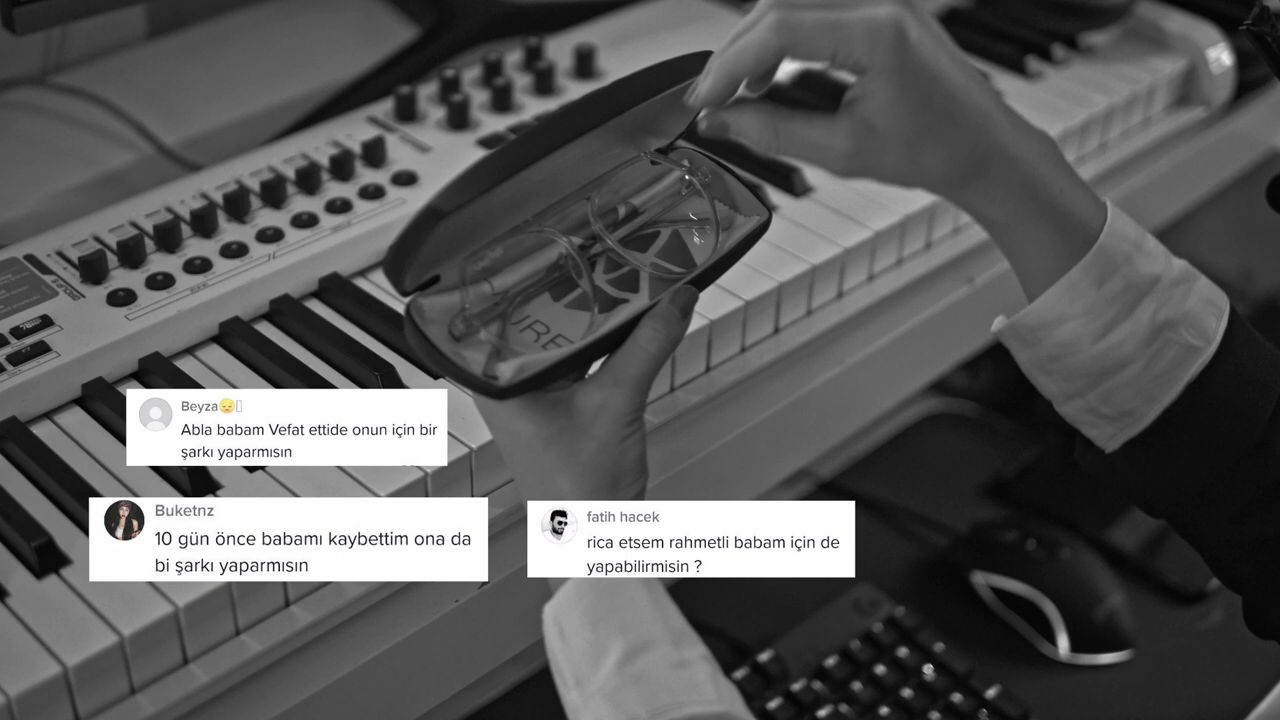 URE
Beyza😔
Abla babam Vefat ettide onun için bir
şarkı yaparmısın
Buketnz
10 gün önce babamı kaybettim ona da
bi şarkı yaparmısın
fatih hacek
rica etsem rahmetli babam için de
yapabilirmisin ?